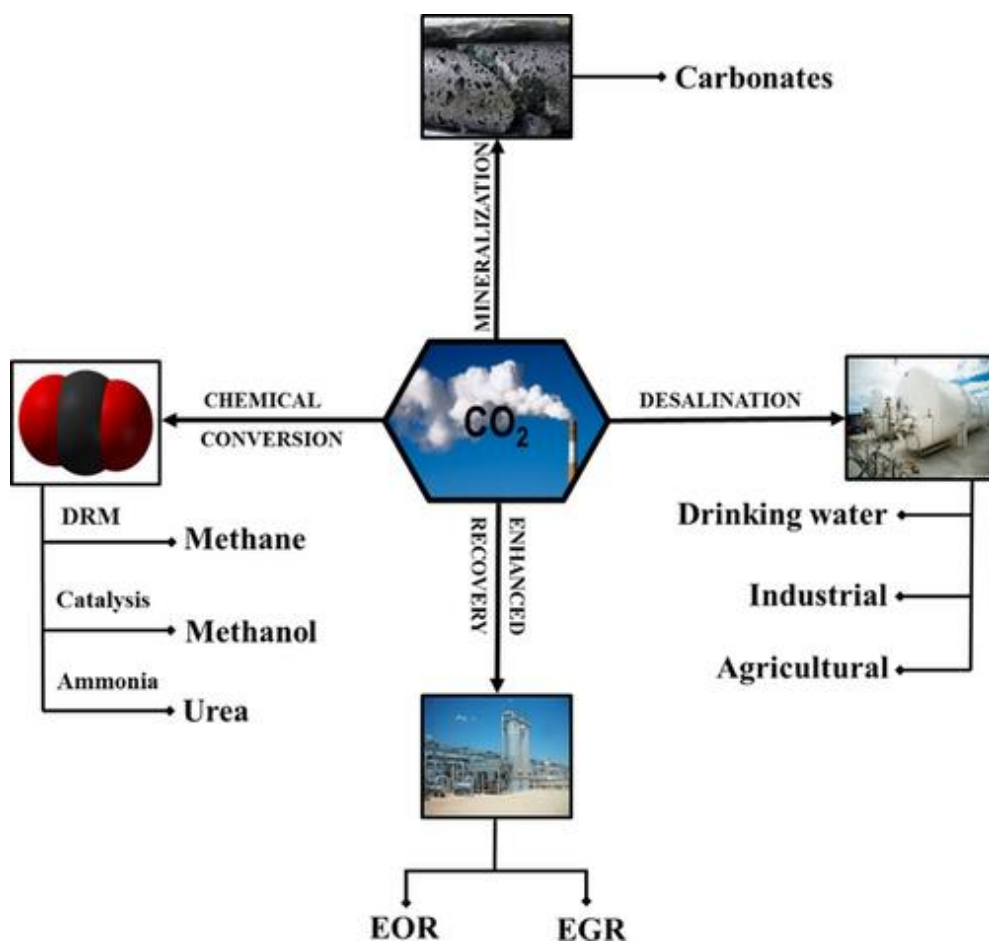 Carbonates
MINERALIZATION
CO₂
CHEMICAL
CONVERSION
DESALINATION
DRM
Methane
Catalysis
Methanol
Ammonia
Urea
ENHANCED
RECOVERY
Drinking water
Industrial
Agricultural
EOR
EGR